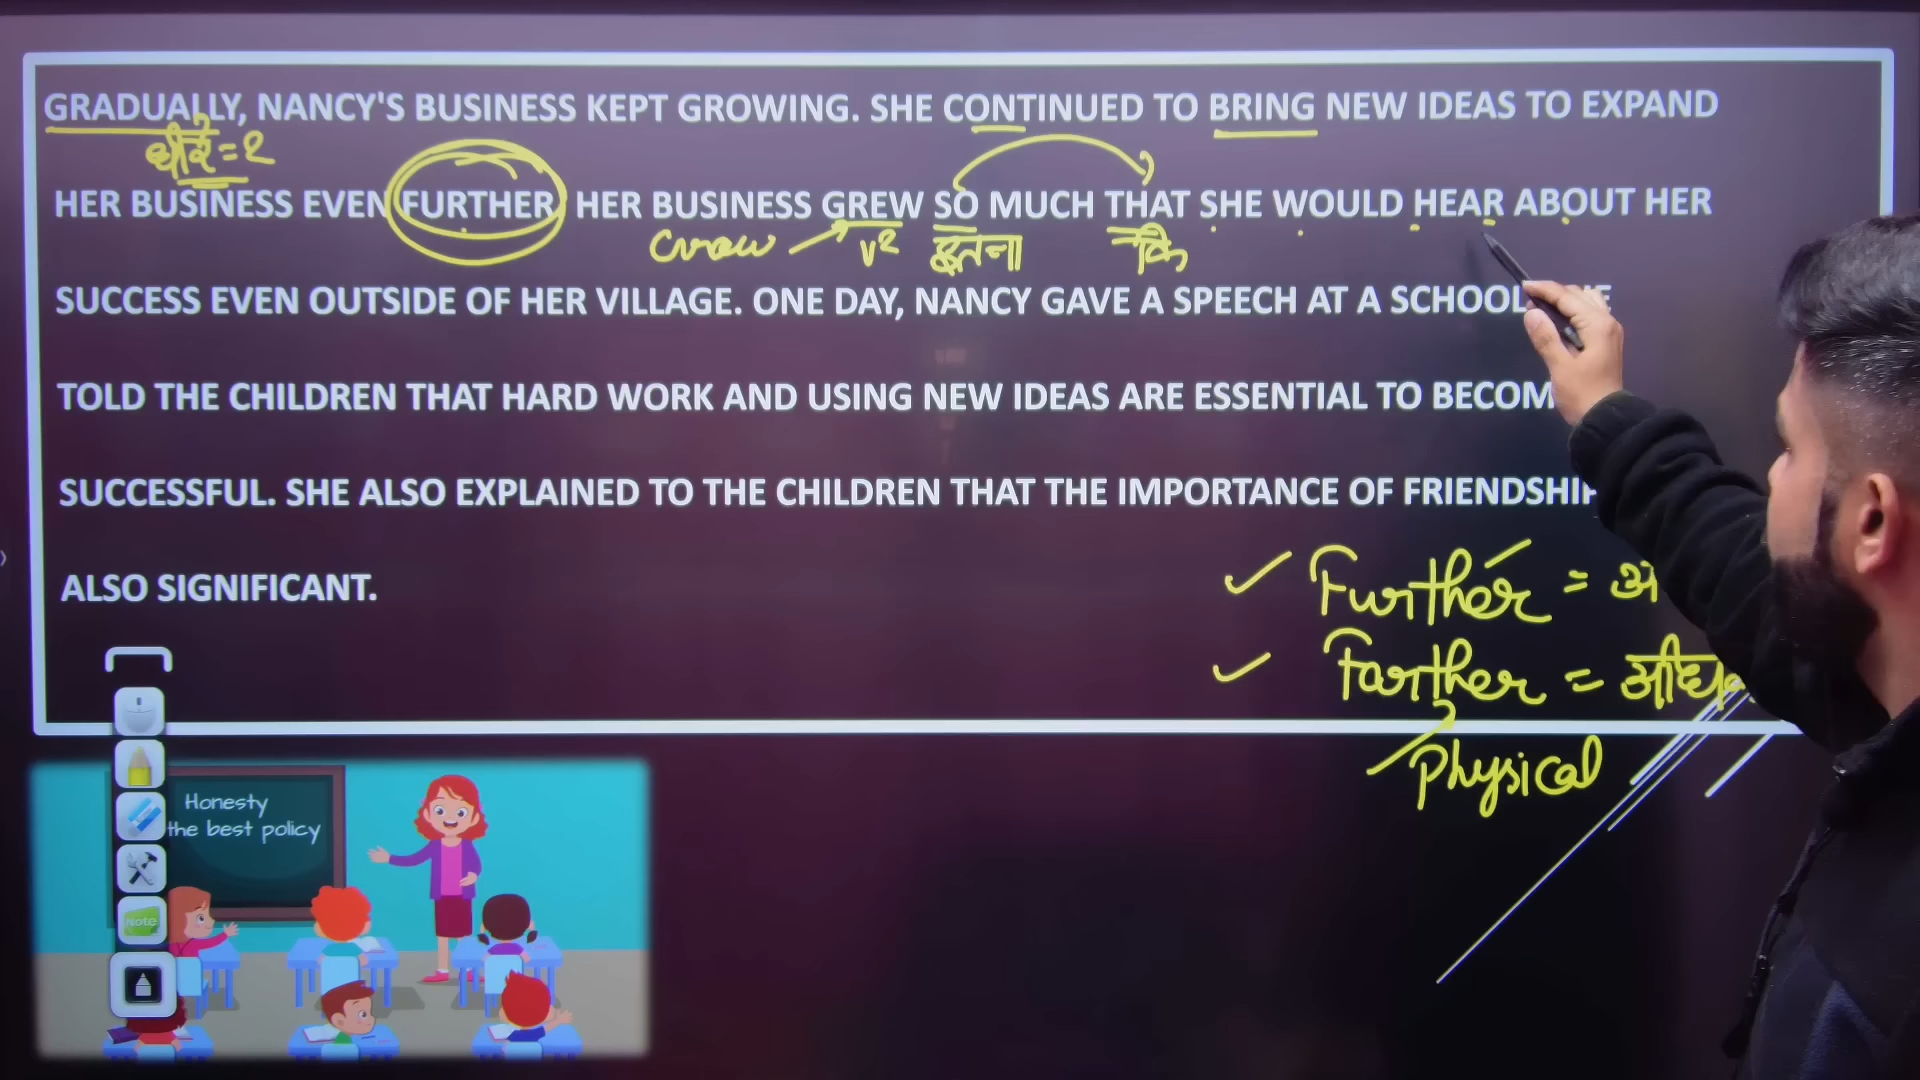 GRADUALLY, NANCY'S BUSINESS KEPT GROWING. SHE CONTINUED TO BRING NEW IDEAS TO EXPAND
धीरे = 2
HER BUSINESS EVEN FURTHER HER BUSINESS GREW SO MUCH THAT SHE WOULD HEAR ABOUT HER
V2 इतना कि
SUCCESS EVEN OUTSIDE OF HER VILLAGE. ONE DAY, NANCY GAVE A SPEECH AT A SCHOOL
TOLD THE CHILDREN THAT HARD WORK AND USING NEW IDEAS ARE ESSENTIAL TO BECOM
SUCCESSFUL. SHE ALSO EXPLAINED TO THE CHILDREN THAT THE IMPORTANCE OF FRIENDSHIP
ALSO SIGNIFICANT.
Further =
Farther =
Physical
Honesty
the best policy
Note